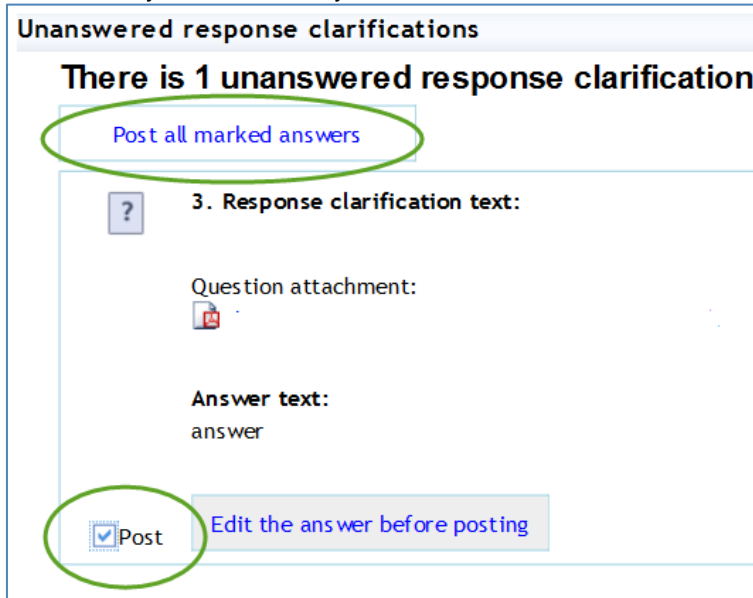 Unanswered response clarifications
There is 1 unanswered response clarification
Post all marked answers
?
3. Response clarification text:
Question attachment:
Answer text:
answer
Post
Edit the answer before posting